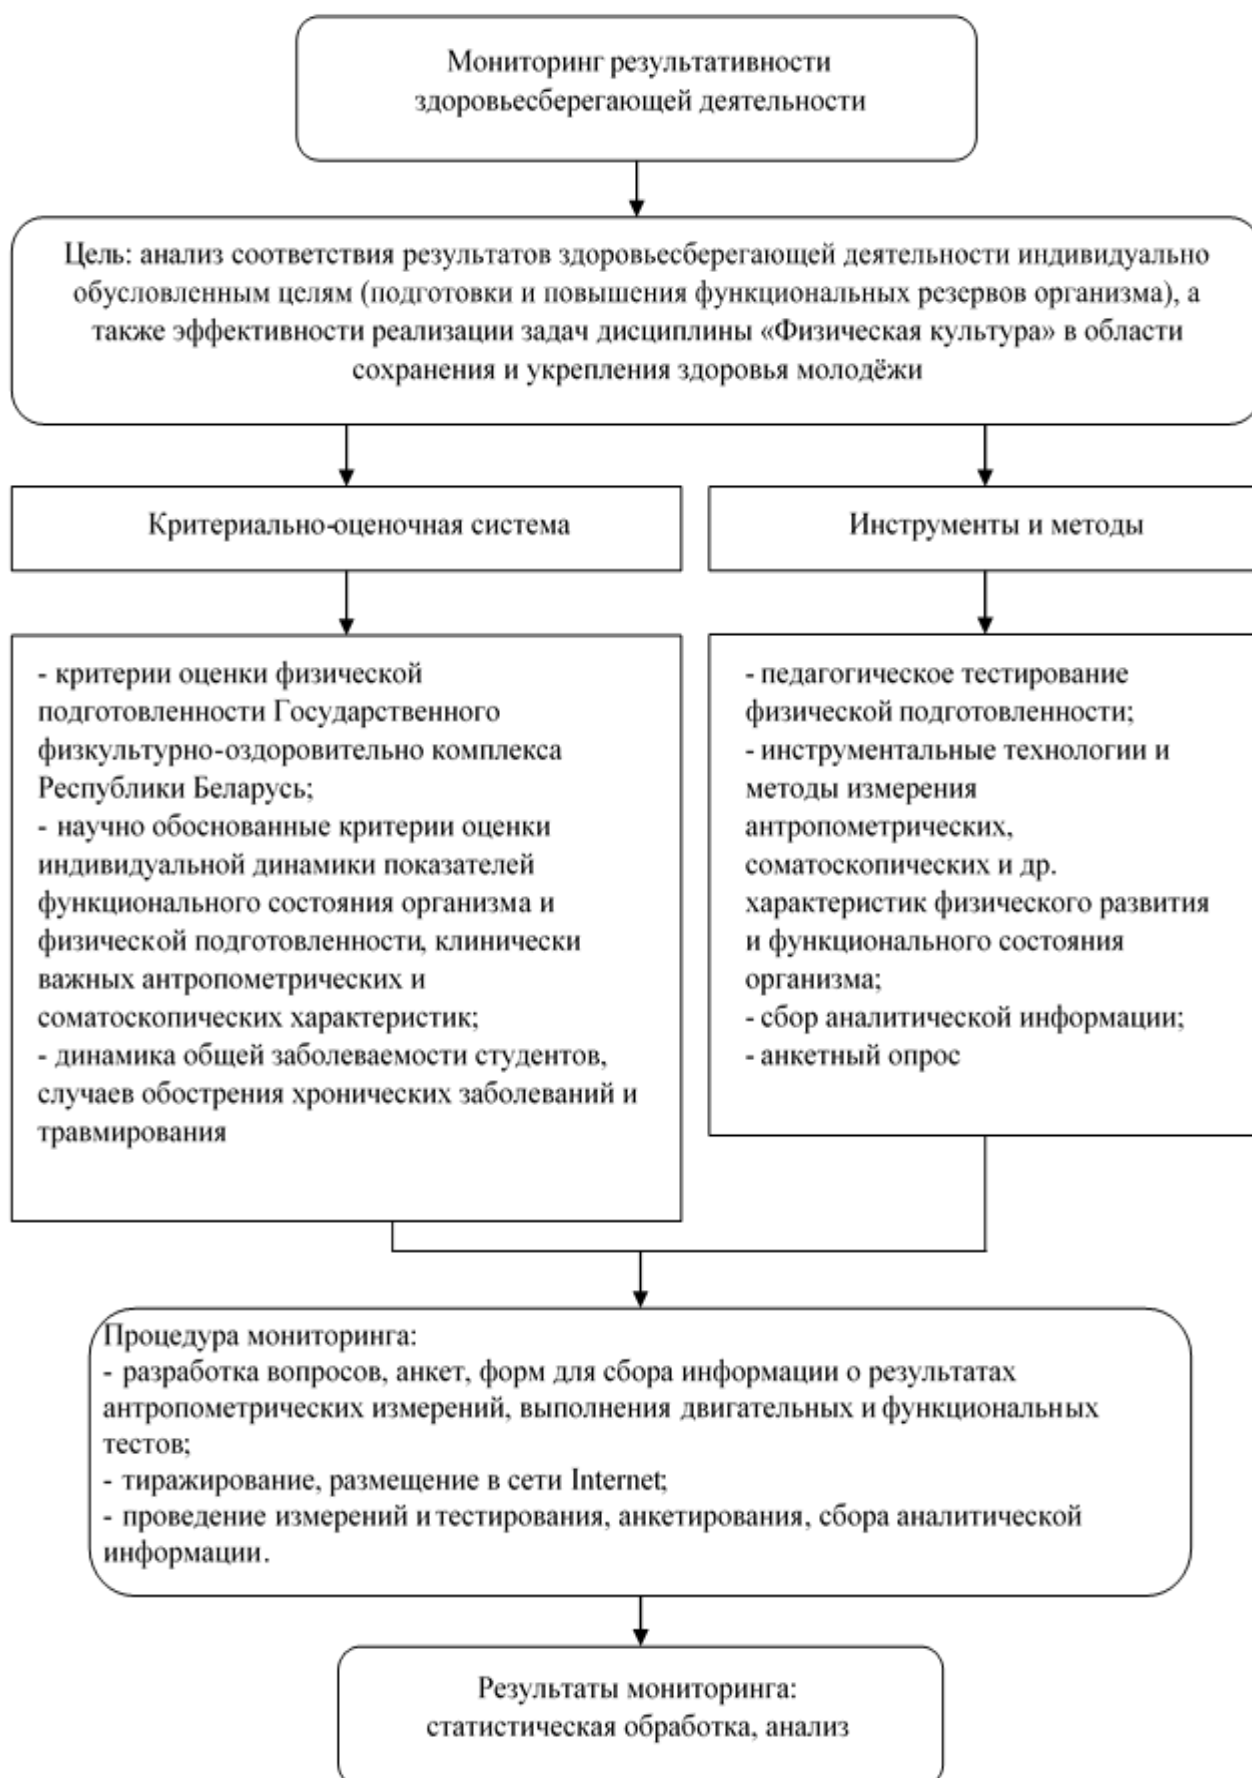 Мониторинг результативности
здоровьесберегающей деятельности
Цель: анализ соответствия результатов здоровьесберегающей деятельности индивидуально
обусловленным целям (подготовки и повышения функциональных резервов организма), а
также эффективности реализации задач дисциплины «Физическая культура» в области
сохранения и укрепления здоровья молодёжи
Критериально-оценочная система
- критерии оценки физической
подготовленности Государственного
физкультурно-оздоровительно комплекса
Республики Беларусь;
- научно обоснованные критерии оценки
индивидуальной динамики показателей
функционального состояния организма и
физической подготовленности, клинически
важных антропометрических и
соматоскопических характеристик;
- динамика общей заболеваемости студентов,
случаев обострения хронических заболеваний и
травмирования
Инструменты и методы
- педагогическое тестирование
физической подготовленности;
- инструментальные технологии и
методы измерения
антропометрических,
соматоскопических и др.
характеристик физического развития
и функционального состояния
организма;
- сбор аналитической информации;
- анкетный опрос
Процедура мониторинга:
- разработка вопросов, анкет, форм для сбора информации о результатах
антропометрических измерений, выполнения двигательных и функциональных
тестов;
- тиражирование, размещение в сети Internet;
- проведение измерений и тестирования, анкетирования, сбора аналитической
информации.
Результаты мониторинга:
статистическая обработка, анализ